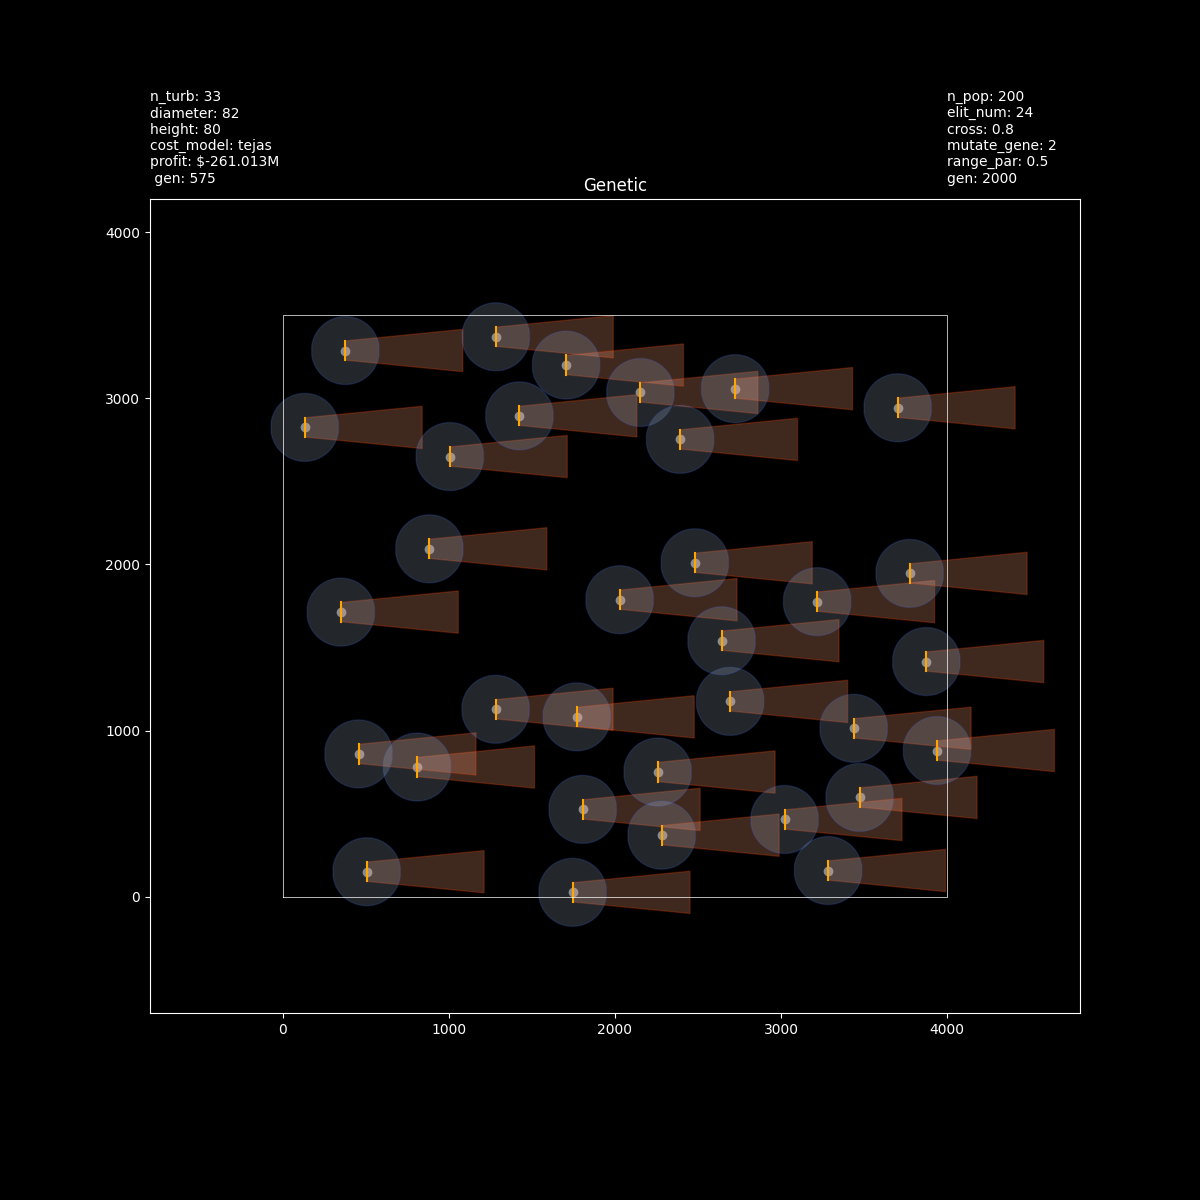 n_turb: 33
diameter: 82
height: 80
cost_model: tejas
profit: $-261.013M
gen: 575
n_pop: 200
elit_num: 24
cross: 0.8
mutate_gene: 2
range_par: 0.5
gen: 2000
Genetic
4000
3000
2000
1000
0
0
1000
2000
3000
4000